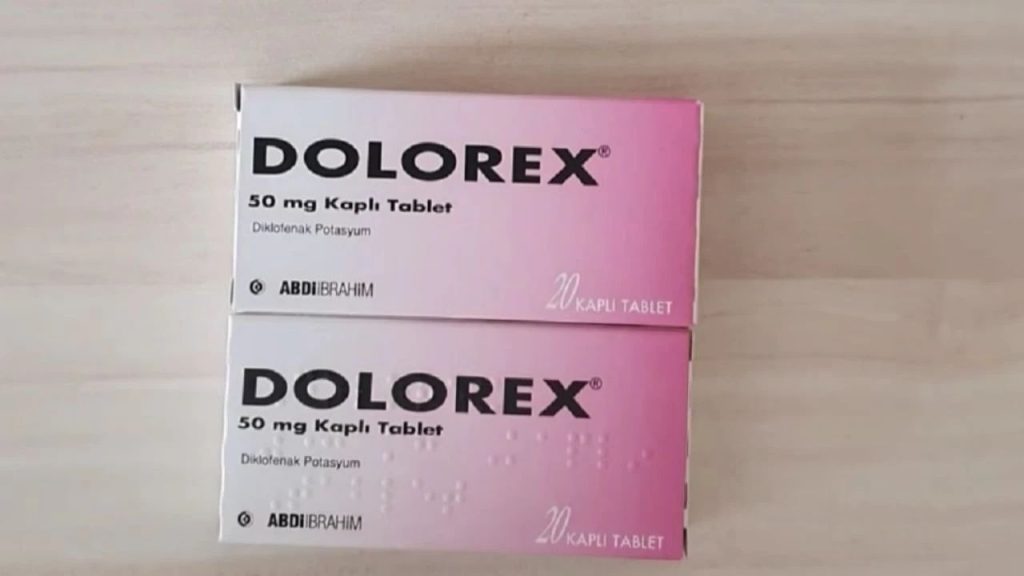 DOLOREX®
50 mg Kaplı Tablet
Diklofenak Potasyum
ABDİİBRAHİM
20 KAPLI TABLET
DOLOREX®
50 mg Kaplı Tablet
Diklofenak Potasyum
ABDİİBRAHİM
20 KAPLI TABLET